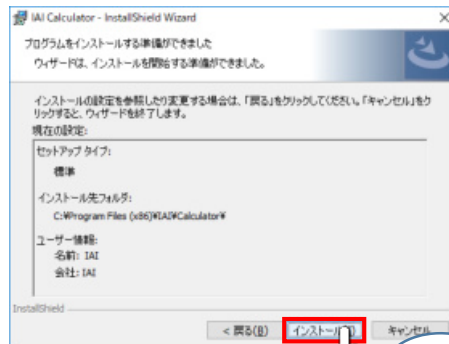 IAI Calculator - InstallShield Wizard
プログラムをインストールする準備ができました
ウィザードは、インストールを開始する準備ができました。
インストールの設定を参照したり変更する場合は、「戻る」をクリックしてください。「キャンセル」をク
リックすると、ウィザードを終了します。
現在の設定:
セットアップ タイプ:
標準
インストール先フォルダ:
C:¥Program Files (x86)¥IAI¥Calculator¥
ユーザー情報:
名前: IAI
会社: IAI
InstallShield
< 戻る(B) インストール キャンセル